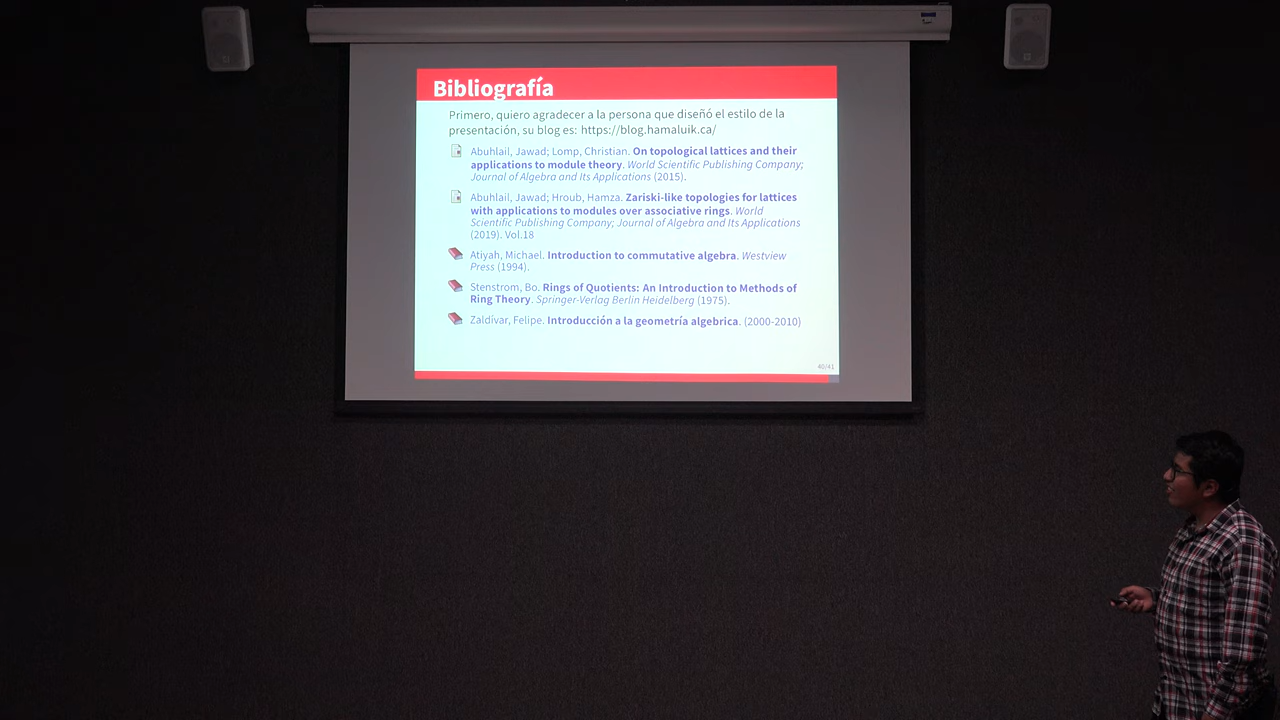 Bibliografía
Primero, quiero agradecer a la persona que diseñó el estilo de la
presentación, su blog es: https://blog.hamaluik.ca/
Abuhlail, Jawad; Lomp, Christian. On topological lattices and their
applications to module theory. World Scientific Publishing Company;
Journal of Algebra and Its Applications (2015).
Abuhlail, Jawad; Hroub, Hamza. Zariski-like topologies for lattices
with applications to modules over associative rings. World
Scientific Publishing Company; Journal of Algebra and Its Applications
(2019). Vol.18
Atiyah, Michael. Introduction to commutative algebra. Westview
Press (1994).
Stenstrom, Bo. Rings of Quotients: An Introduction to Methods of
Ring Theory. Springer-Verlag Berlin Heidelberg (1975).
Zaldívar, Felipe. Introducción a la geometría algebrica. (2000-2010)
40/41